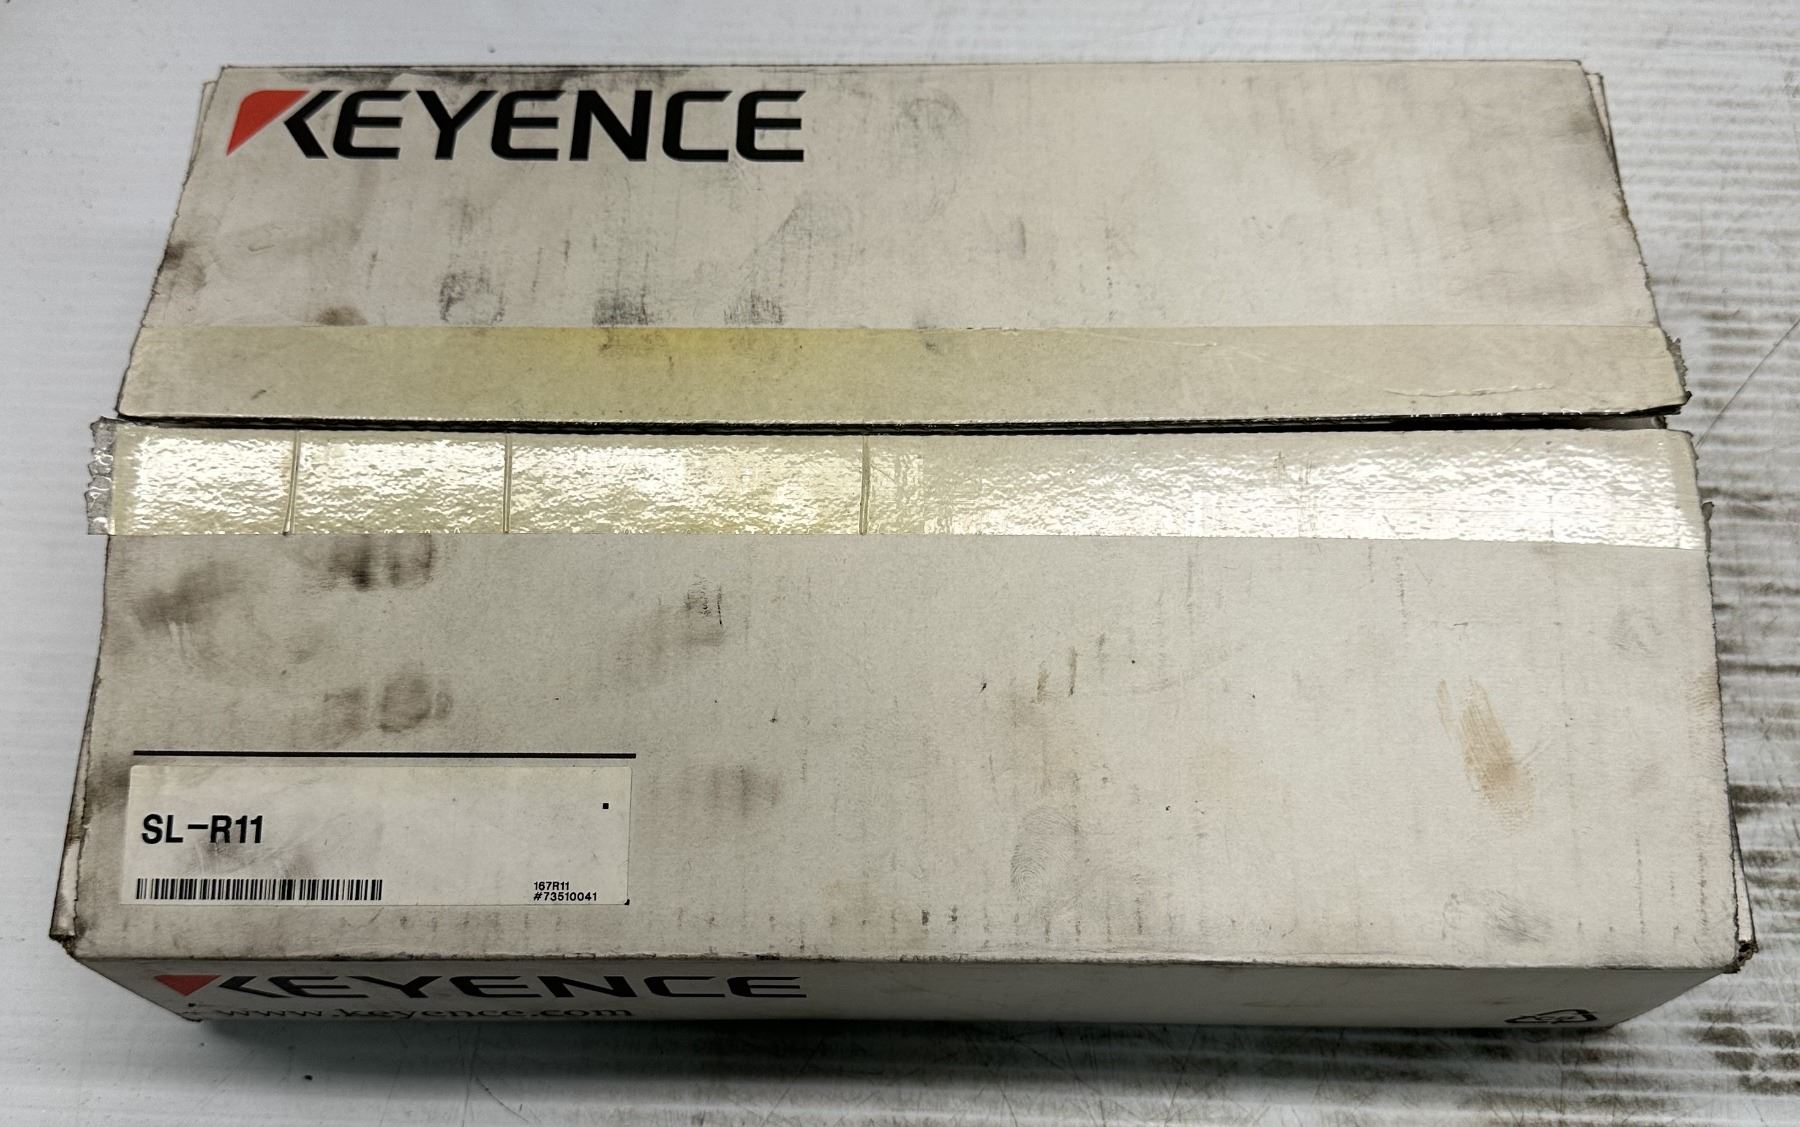 KEYENCE
SL-R11
167R11
#73510041
KEYENCE
www.keyence.com